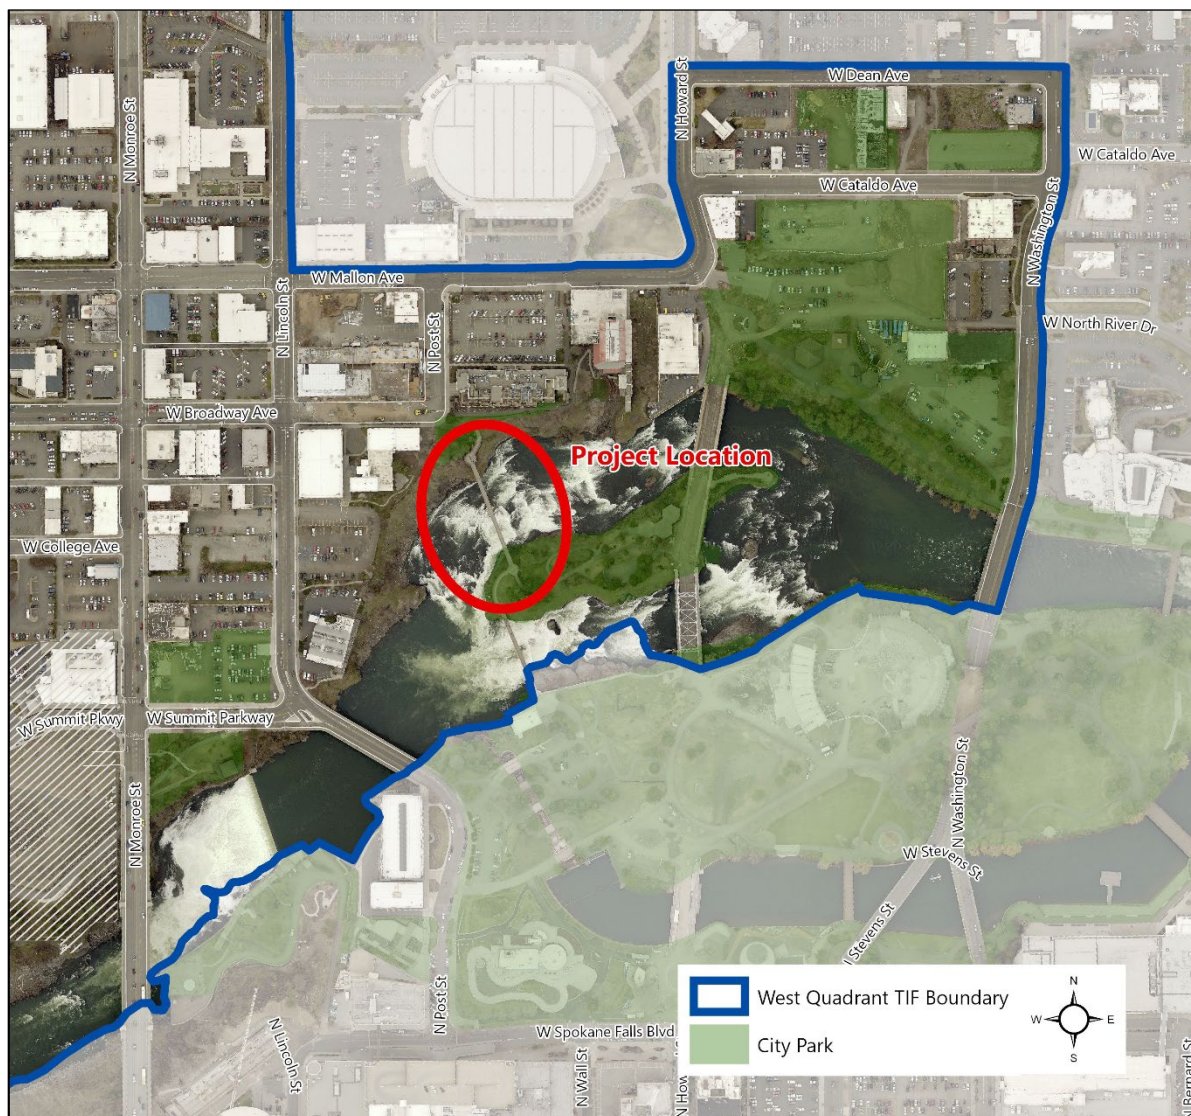 W Dean Ave
N Howard St
N Monroe St
W Cataldo Ave
W Cataldo Ave
N Washington St
W Mallon Ave
N Lincoln St
N Post St
W North River Dr
W Broadway Ave
Project Location
W College Ave
W Summit Pkwy
W Summit Parkway
N Monroe St
N Washington St
W Stevens St
N Post St
N Lincoln St
W Spokane Falls Blvd
N Wall St
N How
Stevens St
Bernard St
West Quadrant TIF Boundary
City Park
N
W
E
S